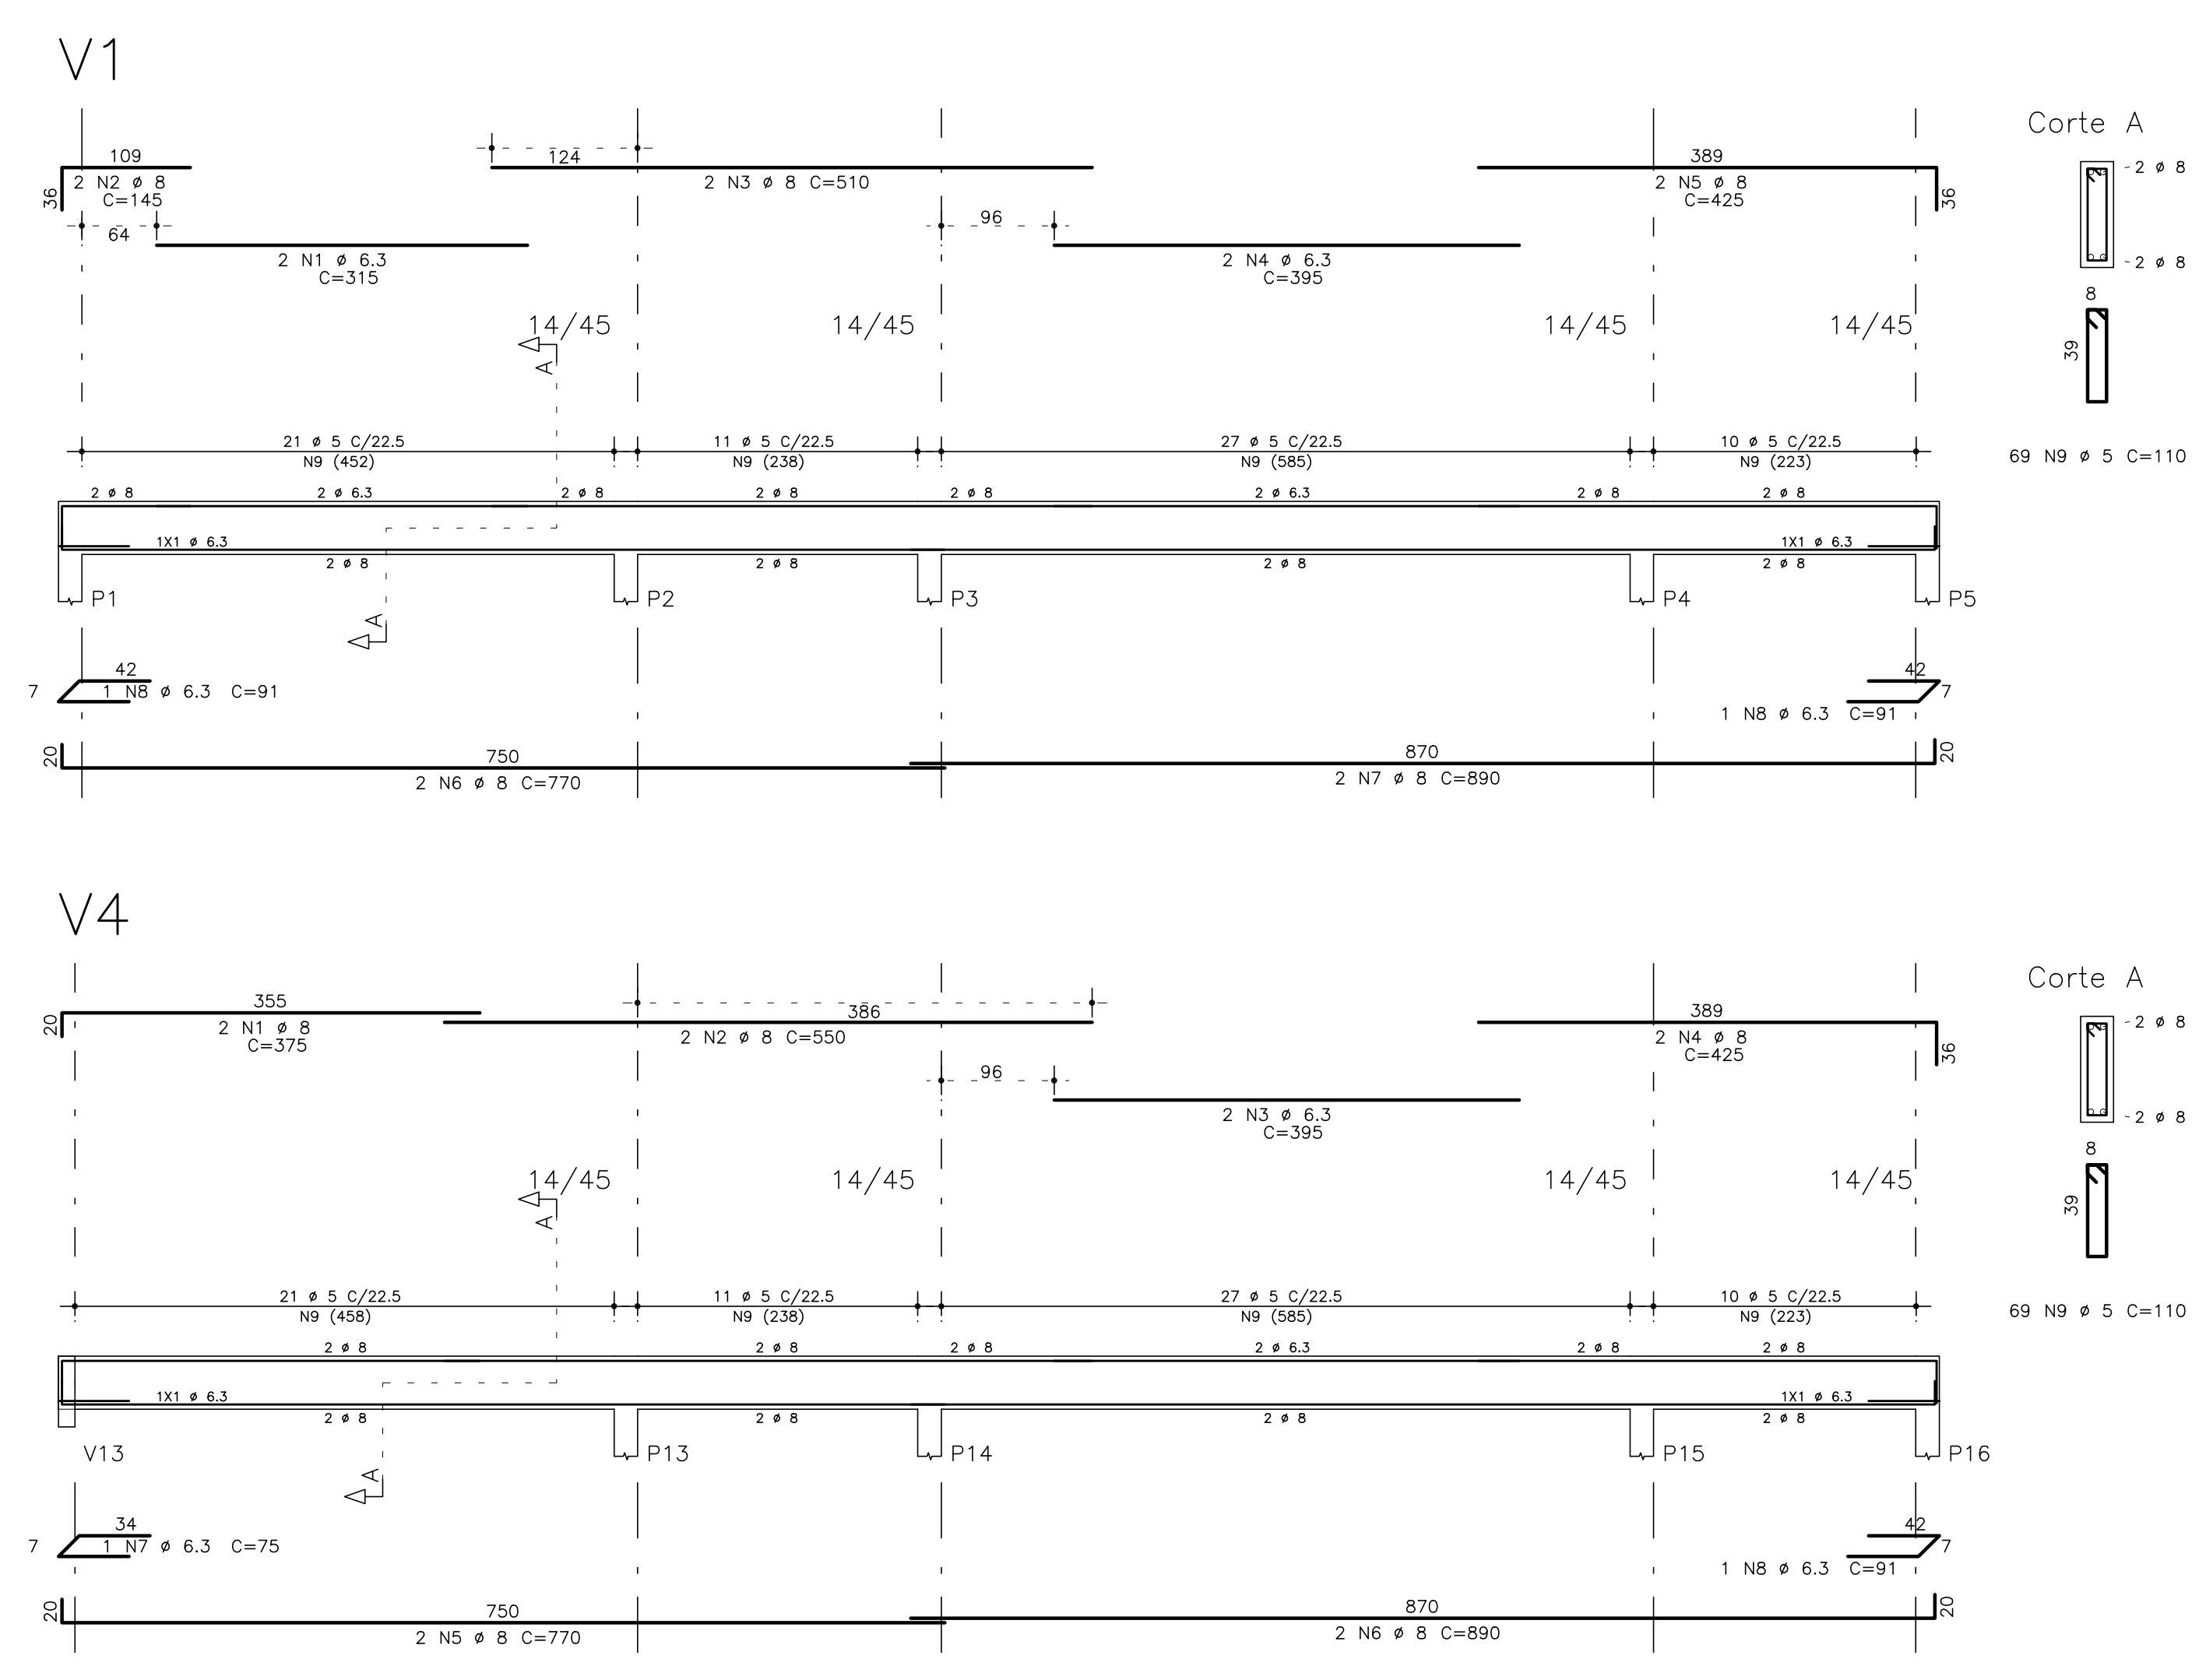 V1
Corte A
109
124
389
2 N2 ø 8
C=145
36
2 N3 ø 8 C=510
2 N5 ø 8
C=425
36
2 ø 8
64
96
2 N1 ø 6.3
C=315
2 N4 ø 6.3
C=395
2 ø 8
8
39
14/45
14/45
14/45
14/45
A
21 ø 5 C/22.5
11 ø 5 C/22.5
27 ø 5 C/22.5
10 ø 5 C/22.5
N9 (452)
N9 (238)
N9 (585)
N9 (223)
69 N9 ø 5 C=110
2 ø 8
2 ø 6.3
2 ø 8
2 ø 8
2 ø 8
2 ø 6.3
2 ø 8
2 ø 8
1X1 ø 6.3
1X1 ø 6.3
2 ø 8
2 ø 8
2 ø 8
2 ø 8
P1
P2
P3
P4
P5
A
42
7
1 N8 ø 6.3 C=91
42
7
1 N8 ø 6.3 C=91
20
750
2 N6 ø 8 C=770
870
2 N7 ø 8 C=890
20
V4
Corte A
355
386
389
20
2 N1 ø 8
C=375
2 N2 ø 8 C=550
2 N4 ø 8
C=425
36
2 ø 8
96
2 N3 ø 6.3
C=395
2 ø 8
8
39
14/45
14/45
14/45
14/45
A
21 ø 5 C/22.5
11 ø 5 C/22.5
27 ø 5 C/22.5
10 ø 5 C/22.5
N9 (458)
N9 (238)
N9 (585)
N9 (223)
69 N9 ø 5 C=110
2 ø 8
2 ø 8
2 ø 8
2 ø 6.3
2 ø 8
2 ø 8
1X1 ø 6.3
1X1 ø 6.3
2 ø 8
2 ø 8
2 ø 8
2 ø 8
V13
P13
P14
P15
P16
A
34
7
1 N7 ø 6.3 C=75
42
7
1 N8 ø 6.3 C=91
20
750
2 N5 ø 8 C=770
870
2 N6 ø 8 C=890
20